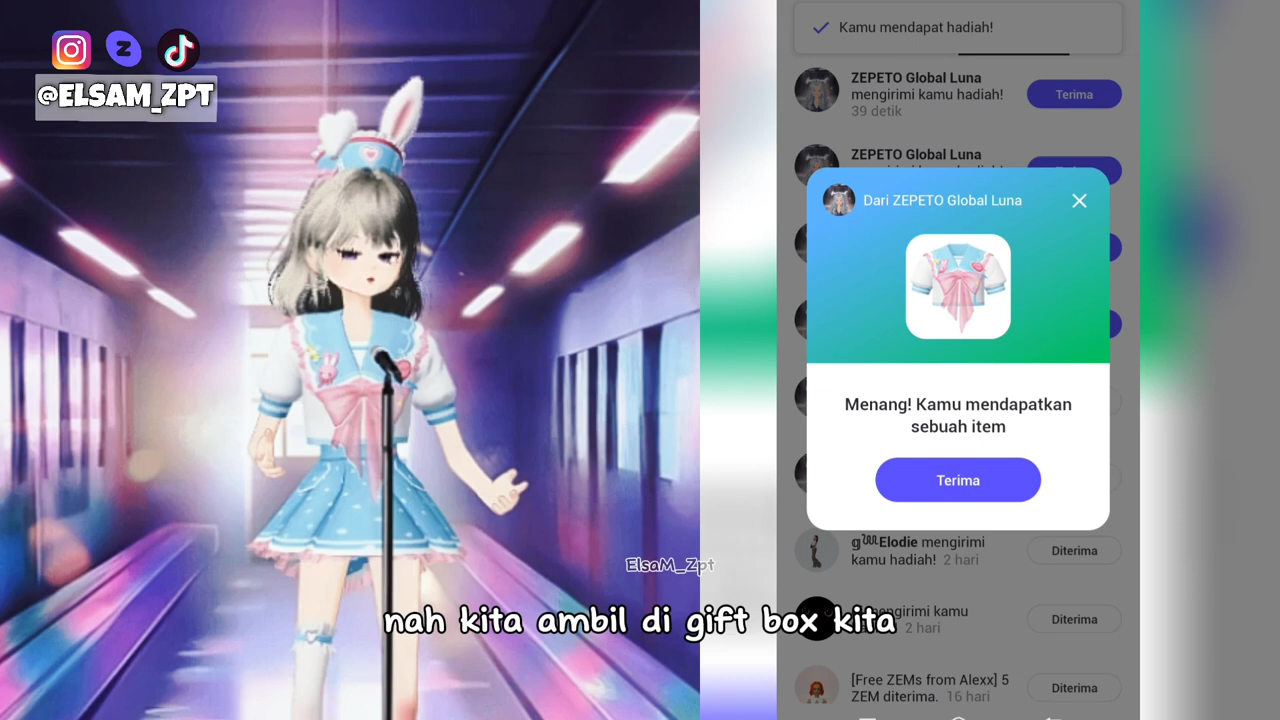 @ELSAM_ZPT
Kamu mendapat hadiah!
ZEPETO Global Luna
mengirimi kamu hadiah!
39 detik
Terima
ZEPETO Global Luna
Dari ZEPETO Global Luna
Menang! Kamu mendapatkan
sebuah item
Terima
Elodie mengirimi
kamu hadiah! 2 hari
Diterima
ElsaM_Zpt
nah kita ambil di gift box kita
mengirimi kamu
2 hari
Diterima
[Free ZEMs from Alexx] 5
ZEM diterima. 16 hari
Diterima